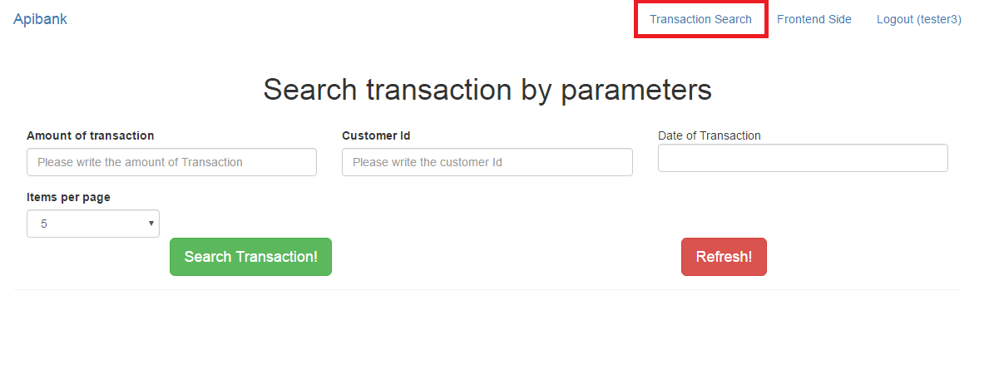 Apibank
Transaction Search
Frontend Side
Logout (tester3)
Search transaction by parameters
Amount of transaction
Please write the amount of Transaction
Customer Id
Please write the customer Id
Date of Transaction
Items per page
5
Search Transaction!
Refresh!